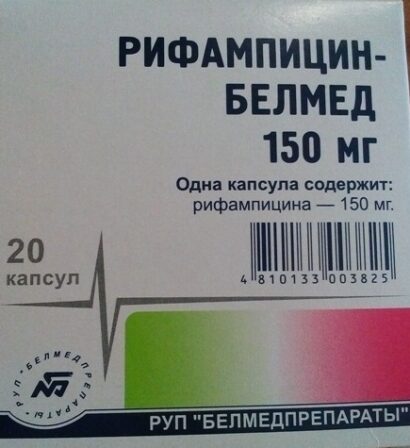 РИФАМПИЦИН-
БЕЛМЕД
150 мг
Одна капсула содержит:
рифампицина — 150 мг.
20
капсул
4 810133 003825
РУП · БЕЛМЕДПРЕПАРАТЫ ·
РУП "БЕЛМЕДПРЕПАРАТЫ"